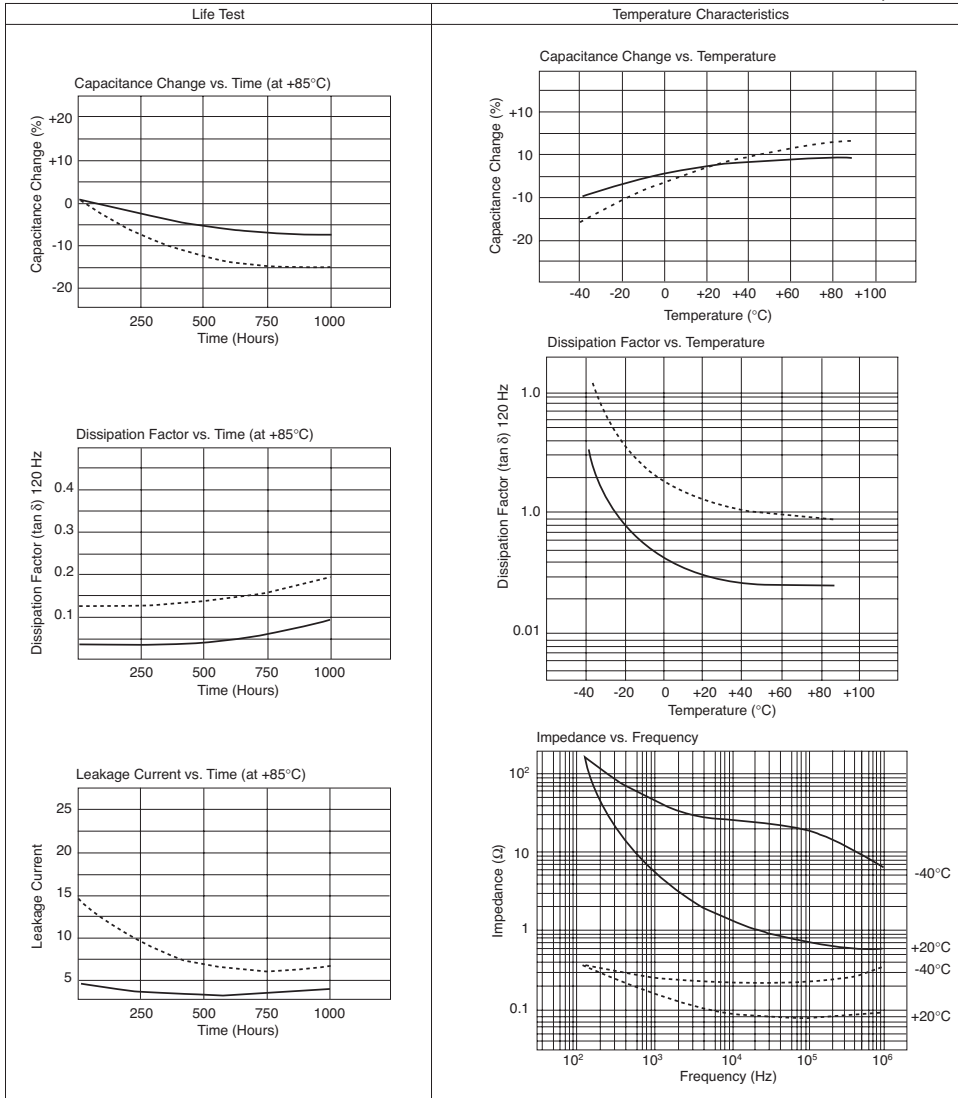 Life Test
Temperature Characteristics
Capacitance Change vs. Time (at +85°C)
Capacitance Change (%)
+20
+10
0
-10
-20
250 500 750 1000
Time (Hours)
Dissipation Factor vs. Time (at +85°C)
Dissipation Factor (tan δ) 120 Hz
0.4
0.3
0.2
0.1
250 500 750 1000
Time (Hours)
Leakage Current vs. Time (at +85°C)
Leakage Current
25
20
15
10
5
250 500 750 1000
Time (Hours)
Capacitance Change vs. Temperature
Capacitance Change (%)
+10
10
-10
-20
-40 -20 0 +20 +40 +60 +80 +100
Temperature (°C)
Dissipation Factor vs. Temperature
Dissipation Factor (tan δ) 120 Hz
1.0
1.0
0.01
-40 -20 0 +20 +40 +60 +80 +100
Temperature (°C)
Impedance vs. Frequency
Impedance (Ω)
10²
10
1
0.1
-40°C
+20°C
-40°C
+20°C
10² 10³ 10⁴ 10⁵ 10⁶
Frequency (Hz)